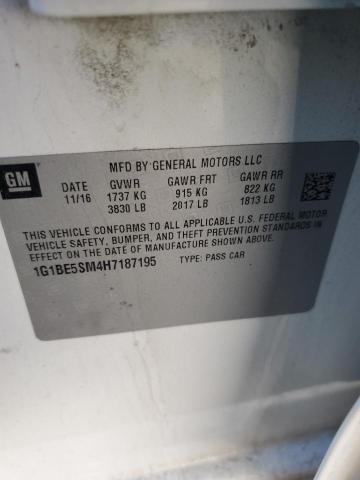 GM
MFD BY GENERAL MOTORS LLC
DATE GVWR GAWR FRT GAWR RR
11/16 1737 KG 915 KG 822 KG
3830 LB 2017 LB 1813 LB
THIS VEHICLE CONFORMS TO ALL APPLICABLE U.S. FEDERAL MOTOR
VEHICLE SAFETY, BUMPER, AND THEFT PREVENTION STANDARDS IN
EFFECT ON THE DATE OF MANUFACTURE SHOWN ABOVE.
1G1BE5SM4H7187195 TYPE: PASS CAR